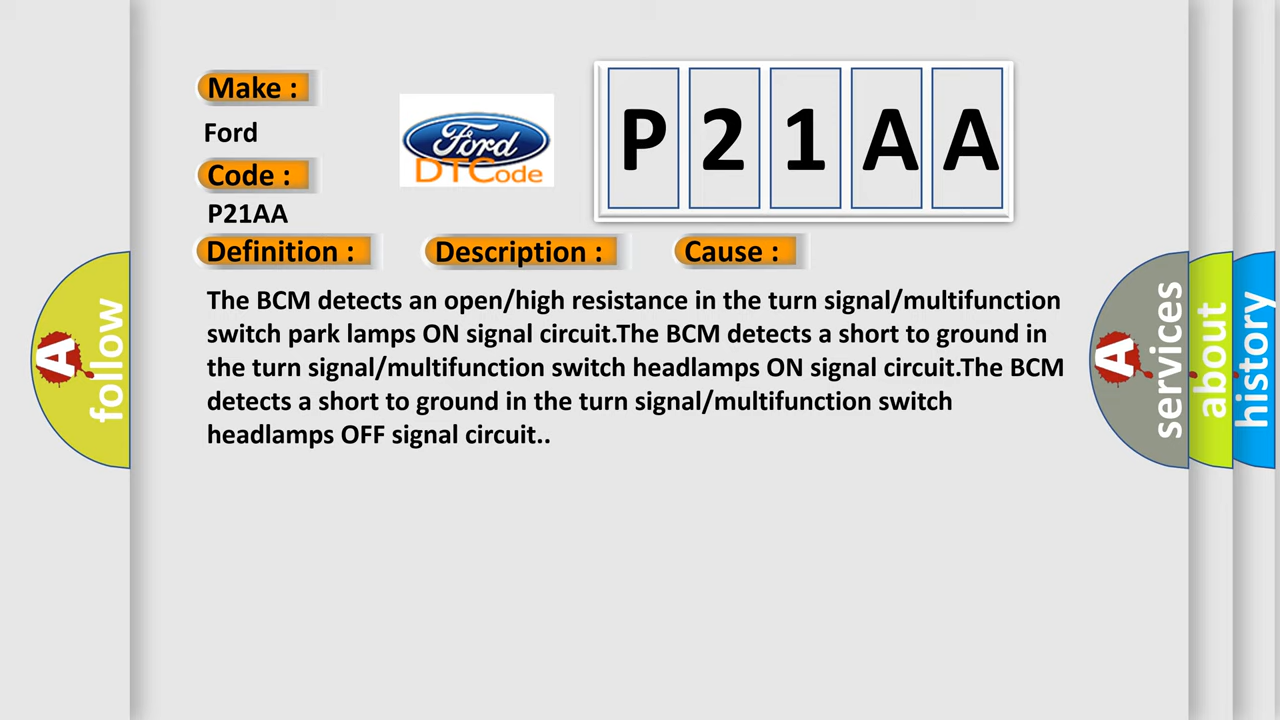 Make :
Ford
Code :
P21AA
Ford
DTCode
P 2 1 A A
Definition :
Description :
Cause :
The BCM detects an open/high resistance in the turn signal/multifunction
switch park lamps ON signal circuit.The BCM detects a short to ground in
the turn signal/multifunction switch headlamps ON signal circuit.The BCM
detects a short to ground in the turn signal/multifunction switch
headlamps OFF signal circuit..
A
follow
A
services
about
history